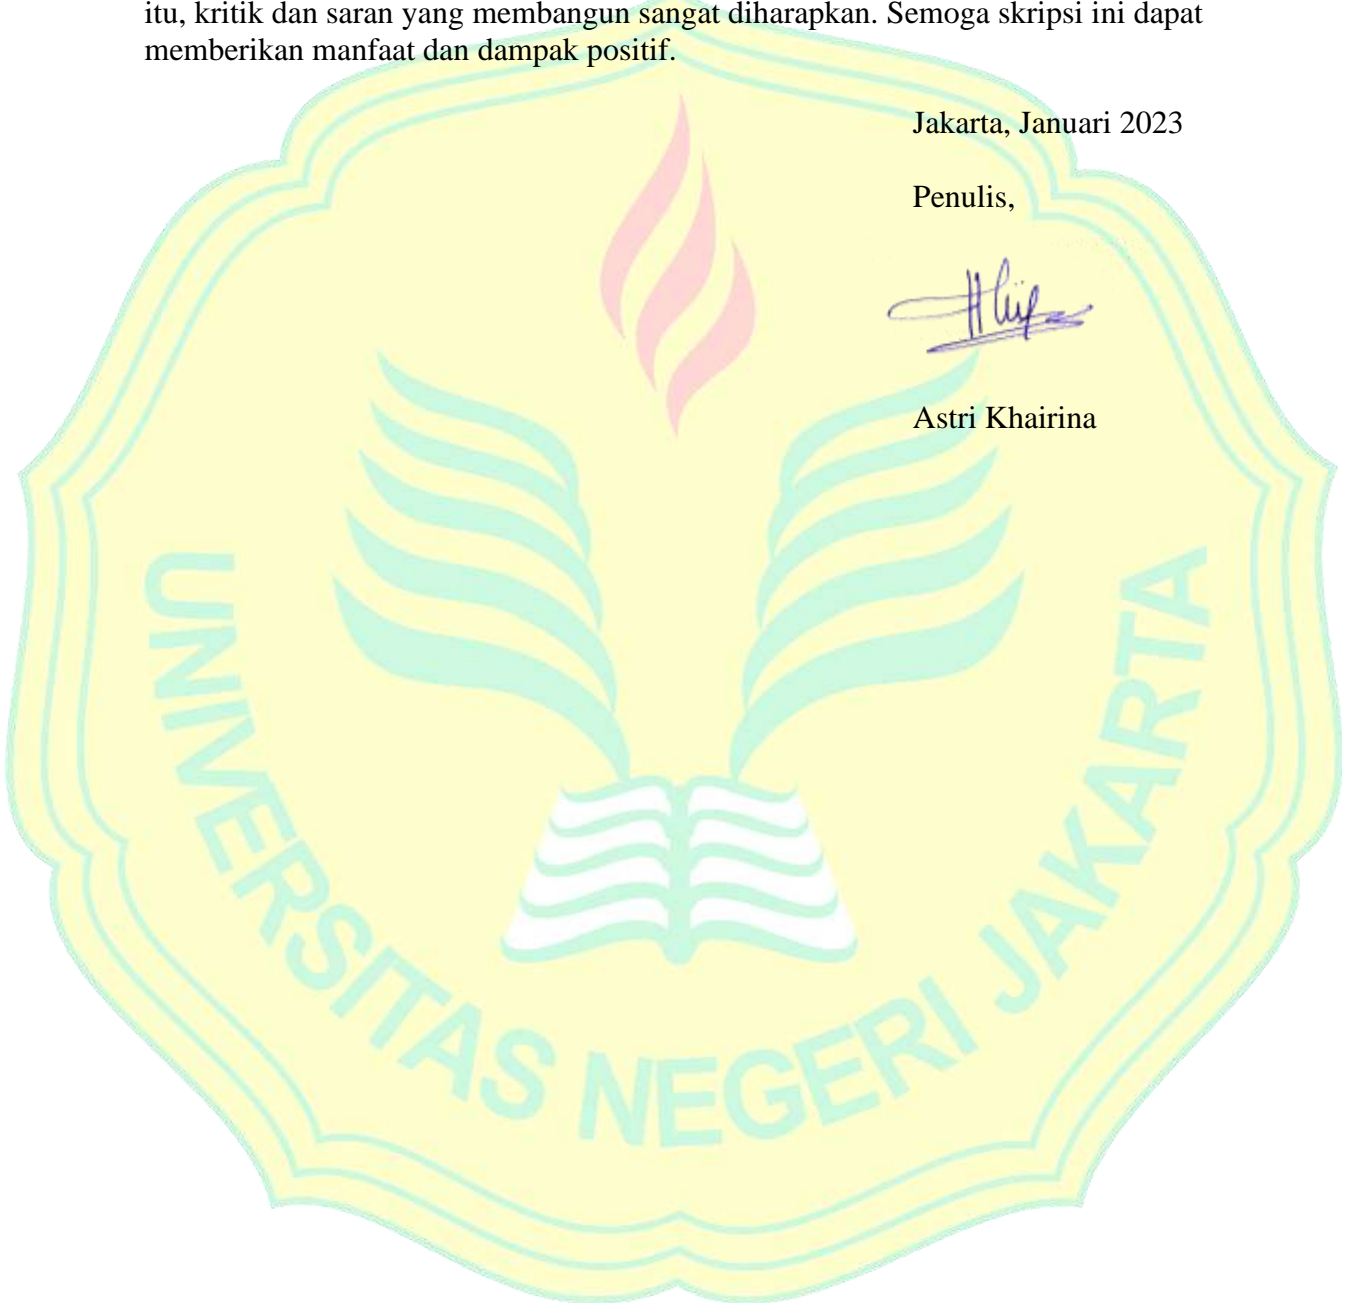 itu, kritik dan saran yang membangun sangat diharapkan. Semoga skripsi ini dapat
memberikan manfaat dan dampak positif.
Jakarta, Januari 2023
Penulis,
Astri Khairina
UNIVERSITAS NEGERI JAKARTA